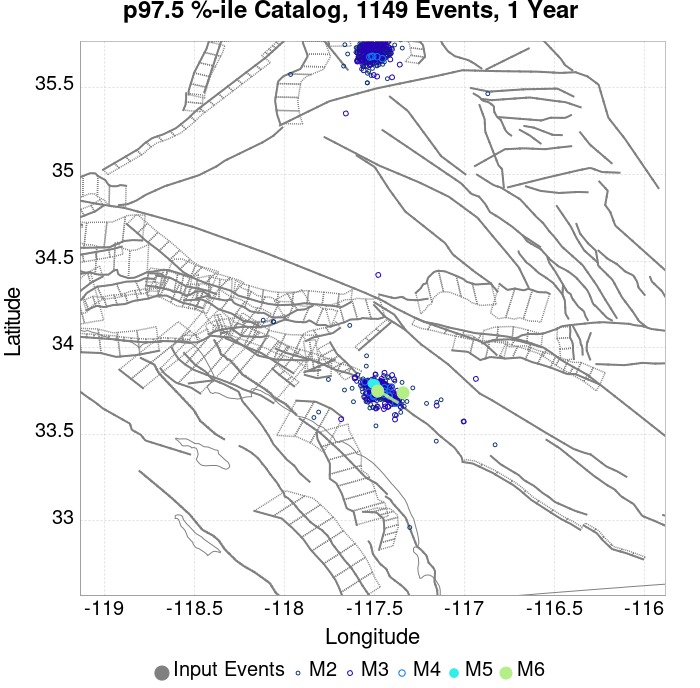 p97.5 %-ile Catalog, 1149 Events, 1 Year
35.5
35
34.5
34
33.5
33
Latitude
-119 -118.5 -118 -117.5 -117 -116.5 -116
Longitude
Input Events M2 M3 M4 M5 M6